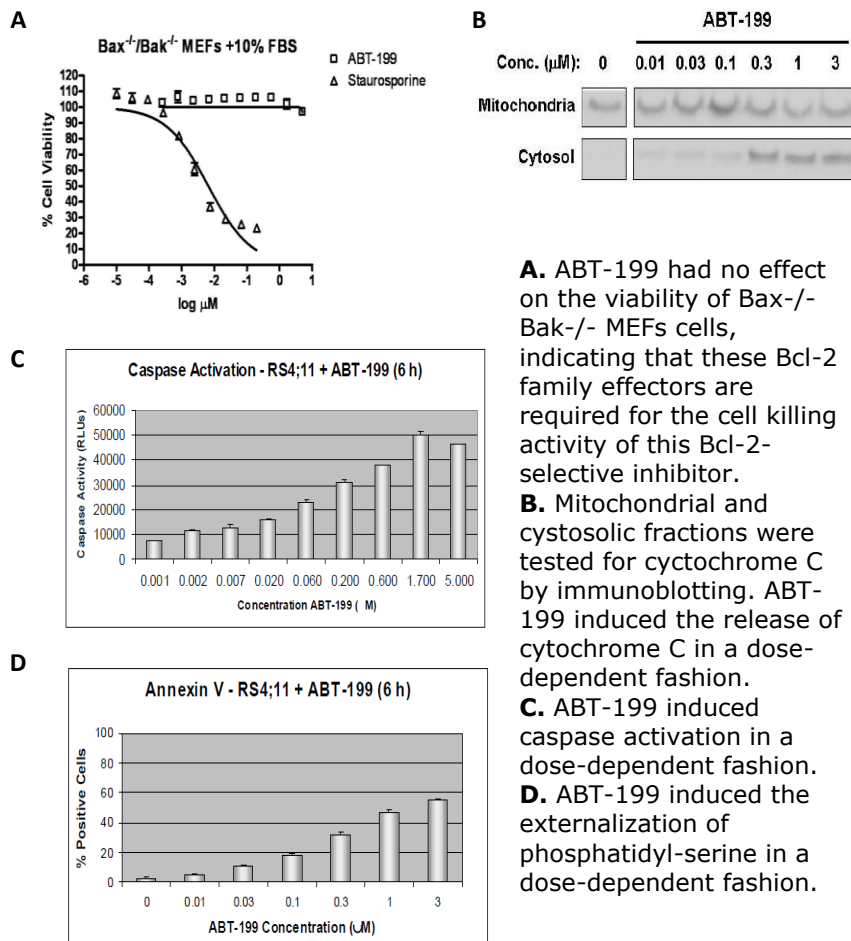 A
Bax-/-/Bak-/- MEFs +10% FBS
ABT-199
Staurosporine
% Cell Viability
120
110
100
90
80
70
60
50
40
30
20
10
0
-6 -5 -4 -3 -2 -1 0 1
log µM
B
ABT-199
Conc. (µM): 0 0.01 0.03 0.1 0.3 1 3
Mitochondria
Cytosol
C
Caspase Activation - RS4;11 + ABT-199 (6 h)
Caspase Activity (RLUs)
60000
50000
40000
30000
20000
10000
0
0.001 0.002 0.007 0.020 0.060 0.200 0.600 1.700 5.000
Concentration ABT-199 ( M)
D
Annexin V - RS4;11 + ABT-199 (6 h)
% Positive Cells
100
80
60
40
20
0
0 0.01 0.03 0.1 0.3 1 3
ABT-199 Concentration (µM)
A. ABT-199 had no effect
on the viability of Bax-/-
Bak-/- MEFs cells,
indicating that these Bcl-2
family effectors are
required for the cell killing
activity of this Bcl-2-
selective inhibitor.
B. Mitochondrial and
cystosolic fractions were
tested for cyctochrome C
by immunoblotting. ABT-
199 induced the release of
cytochrome C in a dose-
dependent fashion.
C. ABT-199 induced
caspase activation in a
dose-dependent fashion.
D. ABT-199 induced the
externalization of
phosphatidyl-serine in a
dose-dependent fashion.